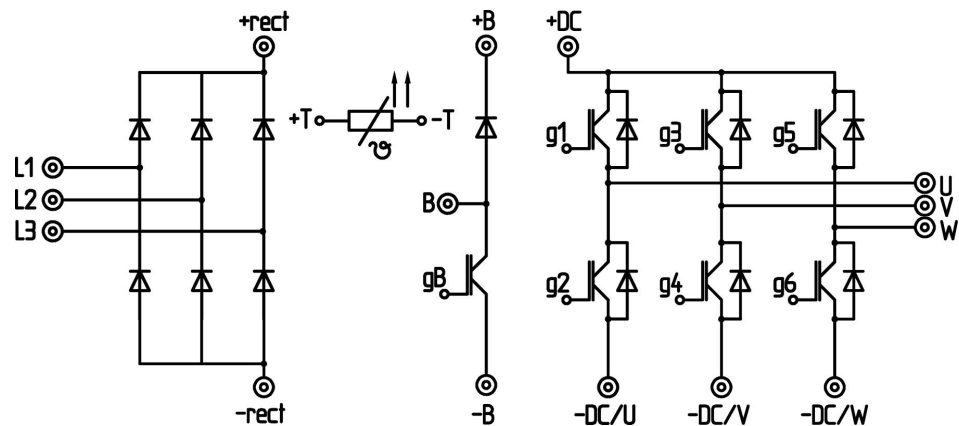 +rect
+B
+DC
+T
-T
ϑ
g1
g3
g5
L1
L2
L3
B
U
V
W
gB
g2
g4
g6
-rect
-B
-DC/U
-DC/V
-DC/W